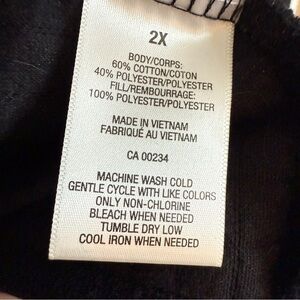 2X
BODY/CORPS:
60% COTTON/COTON
40% POLYESTER/POLYESTER
FILL/REMBOURRAGE:
100% POLYESTER/POLYESTER
MADE IN VIETNAM
FABRIQUÉ AU VIETNAM
CA 00234
MACHINE WASH COLD
GENTLE CYCLE WITH LIKE COLORS
ONLY NON-CHLORINE
BLEACH WHEN NEEDED
TUMBLE DRY LOW
COOL IRON WHEN NEEDED